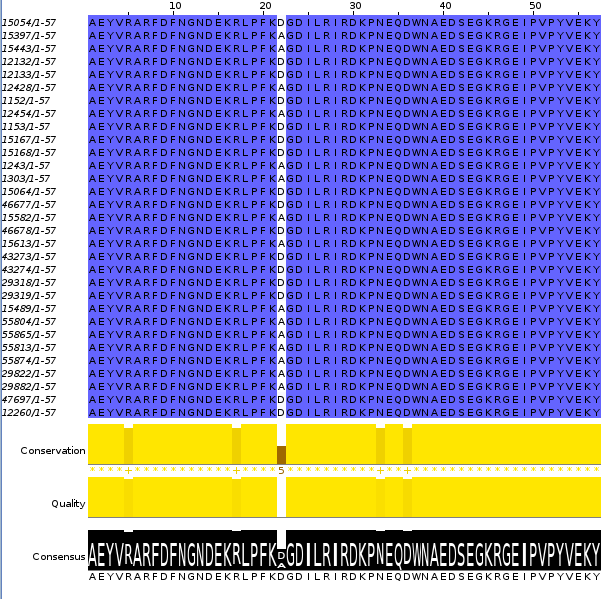 10 20 30 40 50
15054/1-57 AEYVRARFDFNGNDEKRLPFKDGDILRIRDKPNEQDWNAEDSEGKRGEIPVPYVEKY
15397/1-57 AEYVRARFDFNGNDEKRLPFKAGDILRIRDKPNEQDWNAEDSEGKRGEIPVPYVEKY
15443/1-57 AEYVRARFDFNGNDEKRLPFKAGDILRIRDKPNEQDWNAEDSEGKRGEIPVPYVEKY
12132/1-57 AEYVRARFDFNGNDEKRLPFKDGDILRIRDKPNEQDWNAEDSEGKRGEIPVPYVEKY
12133/1-57 AEYVRARFDFNGNDEKRLPFKDGDILRIRDKPNEQDWNAEDSEGKRGEIPVPYVEKY
12428/1-57 AEYVRARFDFNGNDEKRLPFKAGDILRIRDKPNEQDWNAEDSEGKRGEIPVPYVEKY
1152/1-57 AEYVRARFDFNGNDEKRLPFKDGDILRIRDKPNEQDWNAEDSEGKRGEIPVPYVEKY
12454/1-57 AEYVRARFDFNGNDEKRLPFKAGDILRIRDKPNEQDWNAEDSEGKRGEIPVPYVEKY
1153/1-57 AEYVRARFDFNGNDEKRLPFKDGDILRIRDKPNEQDWNAEDSEGKRGEIPVPYVEKY
15167/1-57 AEYVRARFDFNGNDEKRLPFKDGDILRIRDKPNEQDWNAEDSEGKRGEIPVPYVEKY
15168/1-57 AEYVRARFDFNGNDEKRLPFKDGDILRIRDKPNEQDWNAEDSEGKRGEIPVPYVEKY
1243/1-57 AEYVRARFDFNGNDEKRLPFKAGDILRIRDKPNEQDWNAEDSEGKRGEIPVPYVEKY
1303/1-57 AEYVRARFDFNGNDEKRLPFKAGDILRIRDKPNEQDWNAEDSEGKRGEIPVPYVEKY
15064/1-57 AEYVRARFDFNGNDEKRLPFKDGDILRIRDKPNEQDWNAEDSEGKRGEIPVPYVEKY
46677/1-57 AEYVRARFDFNGNDEKRLPFKDGDILRIRDKPNEQDWNAEDSEGKRGEIPVPYVEKY
15582/1-57 AEYVRARFDFNGNDEKRLPFKAGDILRIRDKPNEQDWNAEDSEGKRGEIPVPYVEKY
46678/1-57 AEYVRARFDFNGNDEKRLPFKDGDILRIRDKPNEQDWNAEDSEGKRGEIPVPYVEKY
15613/1-57 AEYVRARFDFNGNDEKRLPFKAGDILRIRDKPNEQDWNAEDSEGKRGEIPVPYVEKY
43273/1-57 AEYVRARFDFNGNDEKRLPFKAGDILRIRDKPNEQDWNAEDSEGKRGEIPVPYVEKY
43274/1-57 AEYVRARFDFNGNDEKRLPFKAGDILRIRDKPNEQDWNAEDSEGKRGEIPVPYVEKY
29318/1-57 AEYVRARFDFNGNDEKRLPFKDGDILRIRDKPNEQDWNAEDSEGKRGEIPVPYVEKY
29319/1-57 AEYVRARFDFNGNDEKRLPFKDGDILRIRDKPNEQDWNAEDSEGKRGEIPVPYVEKY
15489/1-57 AEYVRARFDFNGNDEKRLPFKAGDILRIRDKPNEQDWNAEDSEGKRGEIPVPYVEKY
55804/1-57 AEYVRARFDFNGNDEKRLPFKAGDILRIRDKPNEQDWNAEDSEGKRGEIPVPYVEKY
55865/1-57 AEYVRARFDFNGNDEKRLPFKAGDILRIRDKPNEQDWNAEDSEGKRGEIPVPYVEKY
55813/1-57 AEYVRARFDFNGNDEKRLPFKAGDILRIRDKPNEQDWNAEDSEGKRGEIPVPYVEKY
55874/1-57 AEYVRARFDFNGNDEKRLPFKAGDILRIRDKPNEQDWNAEDSEGKRGEIPVPYVEKY
29822/1-57 AEYVRARFDFNGNDEKRLPFKAGDILRIRDKPNEQDWNAEDSEGKRGEIPVPYVEKY
29882/1-57 AEYVRARFDFNGNDEKRLPFKAGDILRIRDKPNEQDWNAEDSEGKRGEIPVPYVEKY
47697/1-57 AEYVRARFDFNGNDEKRLPFKDGDILRIRDKPNEQDWNAEDSEGKRGEIPVPYVEKY
12260/1-57 AEYVRARFDFNGNDEKRLPFKDGDILRIRDKPNEQDWNAEDSEGKRGEIPVPYVEKY
Conservation
****+***********+****5**********+**+*********************
Quality
Consensus AEYVRARFDFNGNDEKRLPFKAGDILRIRDKPNEQDWNAEDSEGKRGEIPVPYVEKY
AEYVRARFDFNGNDEKRLPFKAGDILRIRDKPNEQDWNAEDSEGKRGEIPVPYVEKY